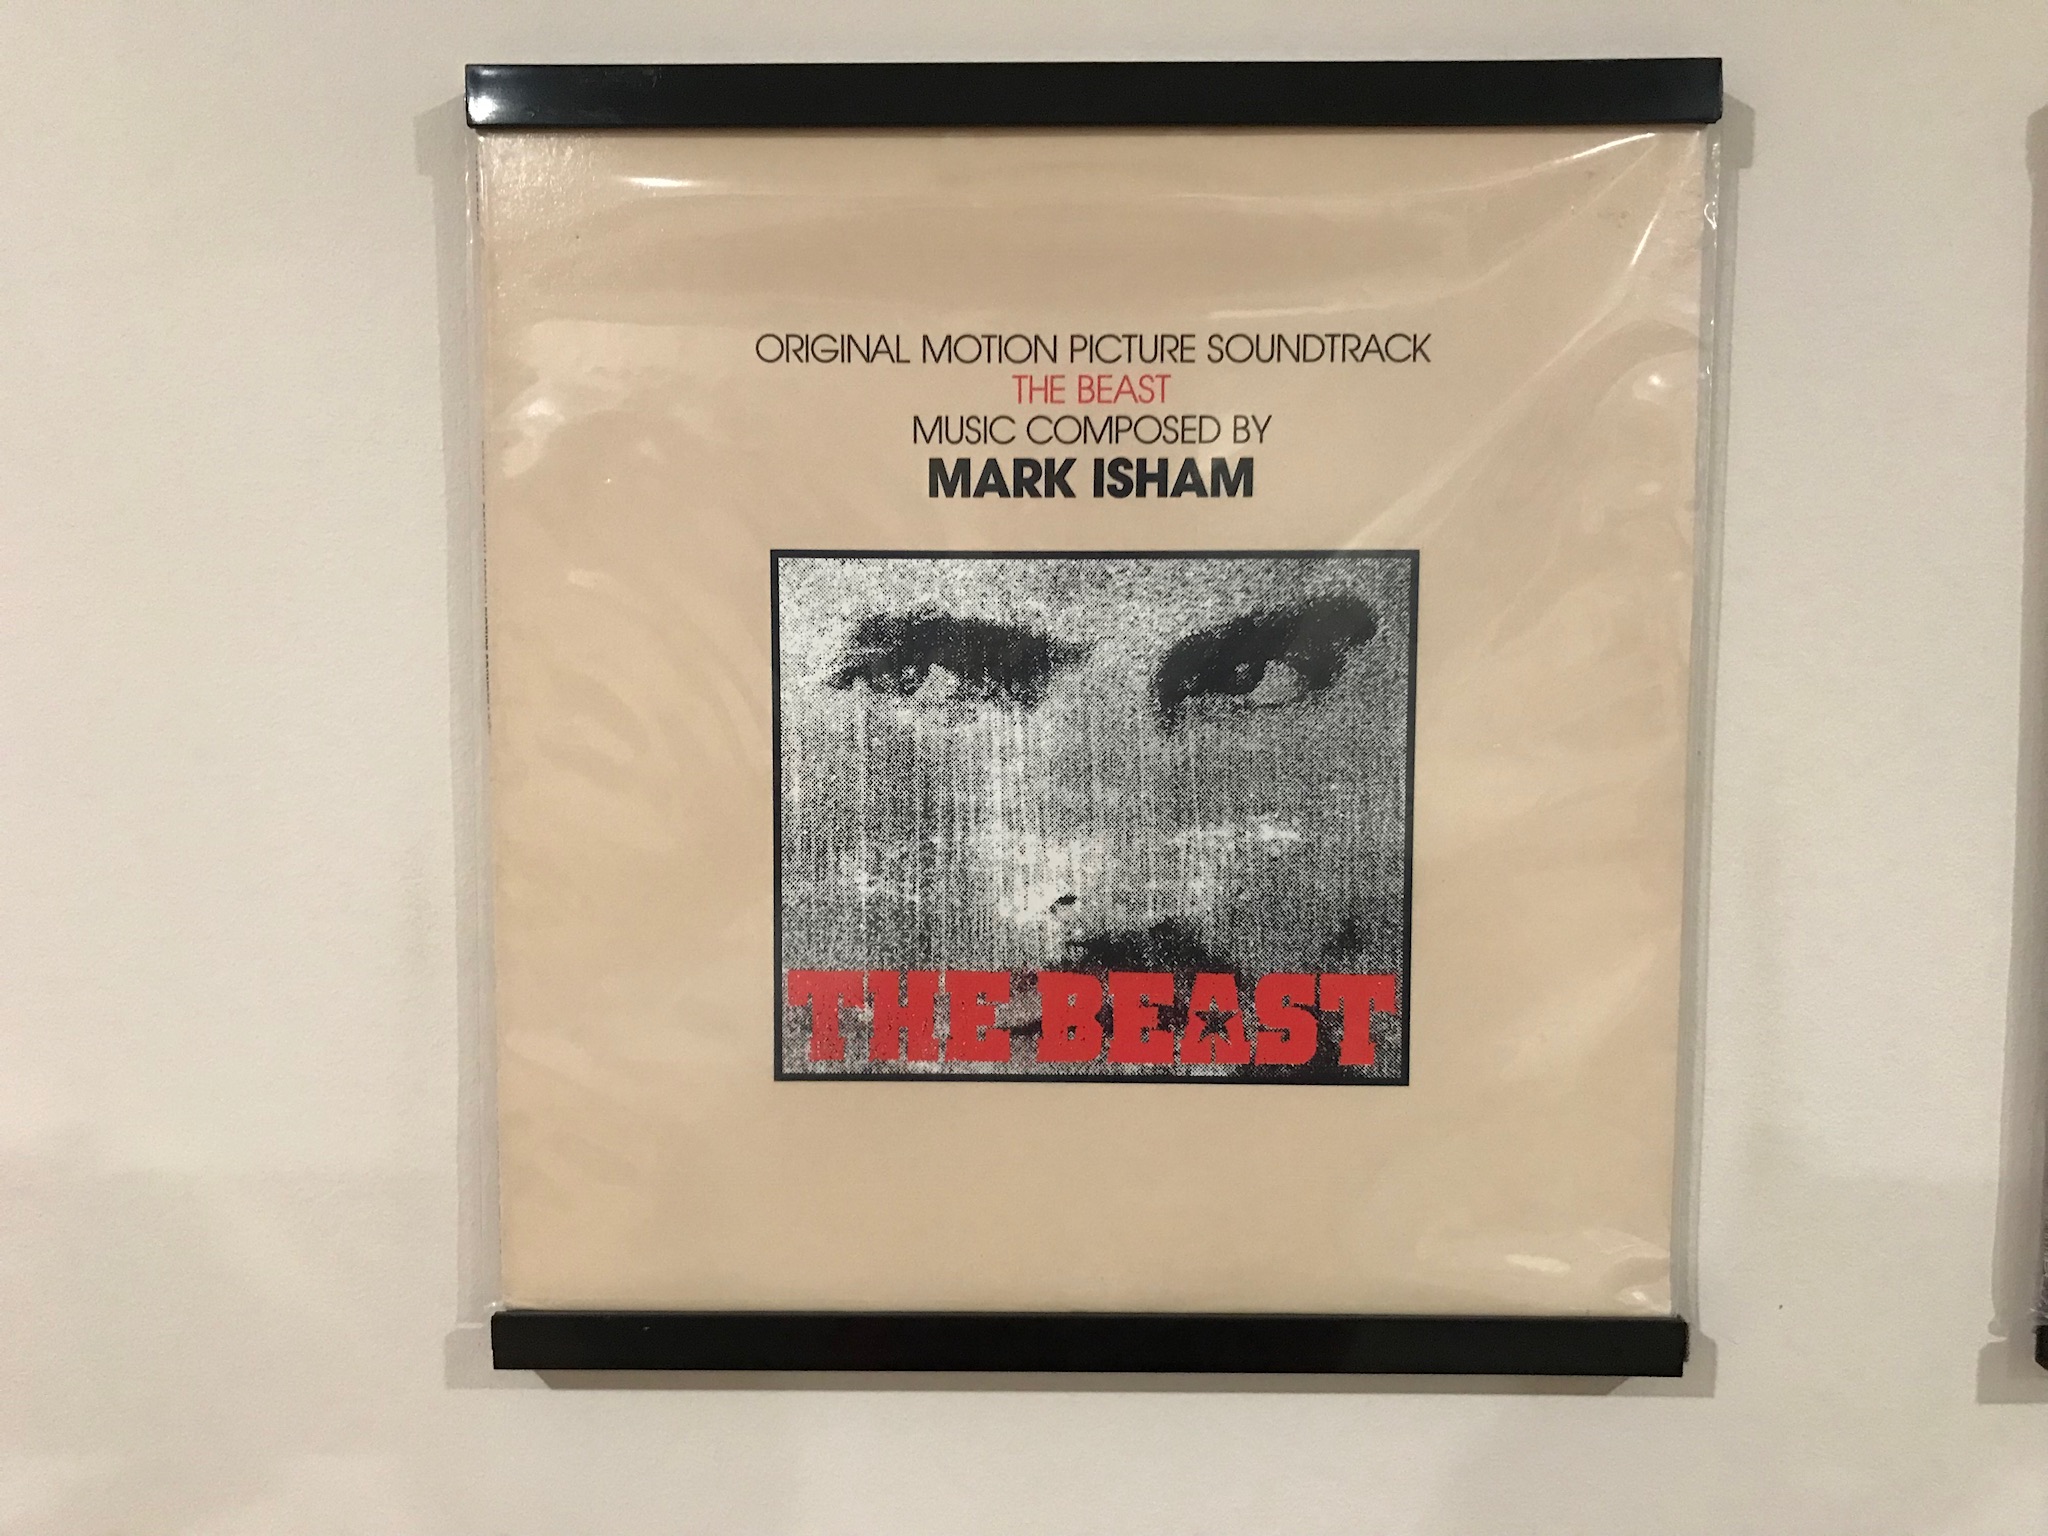 ORIGINAL MOTION PICTURE SOUNDTRACK
THE BEAST
MUSIC COMPOSED BY
MARK ISHAM
THE BEAST